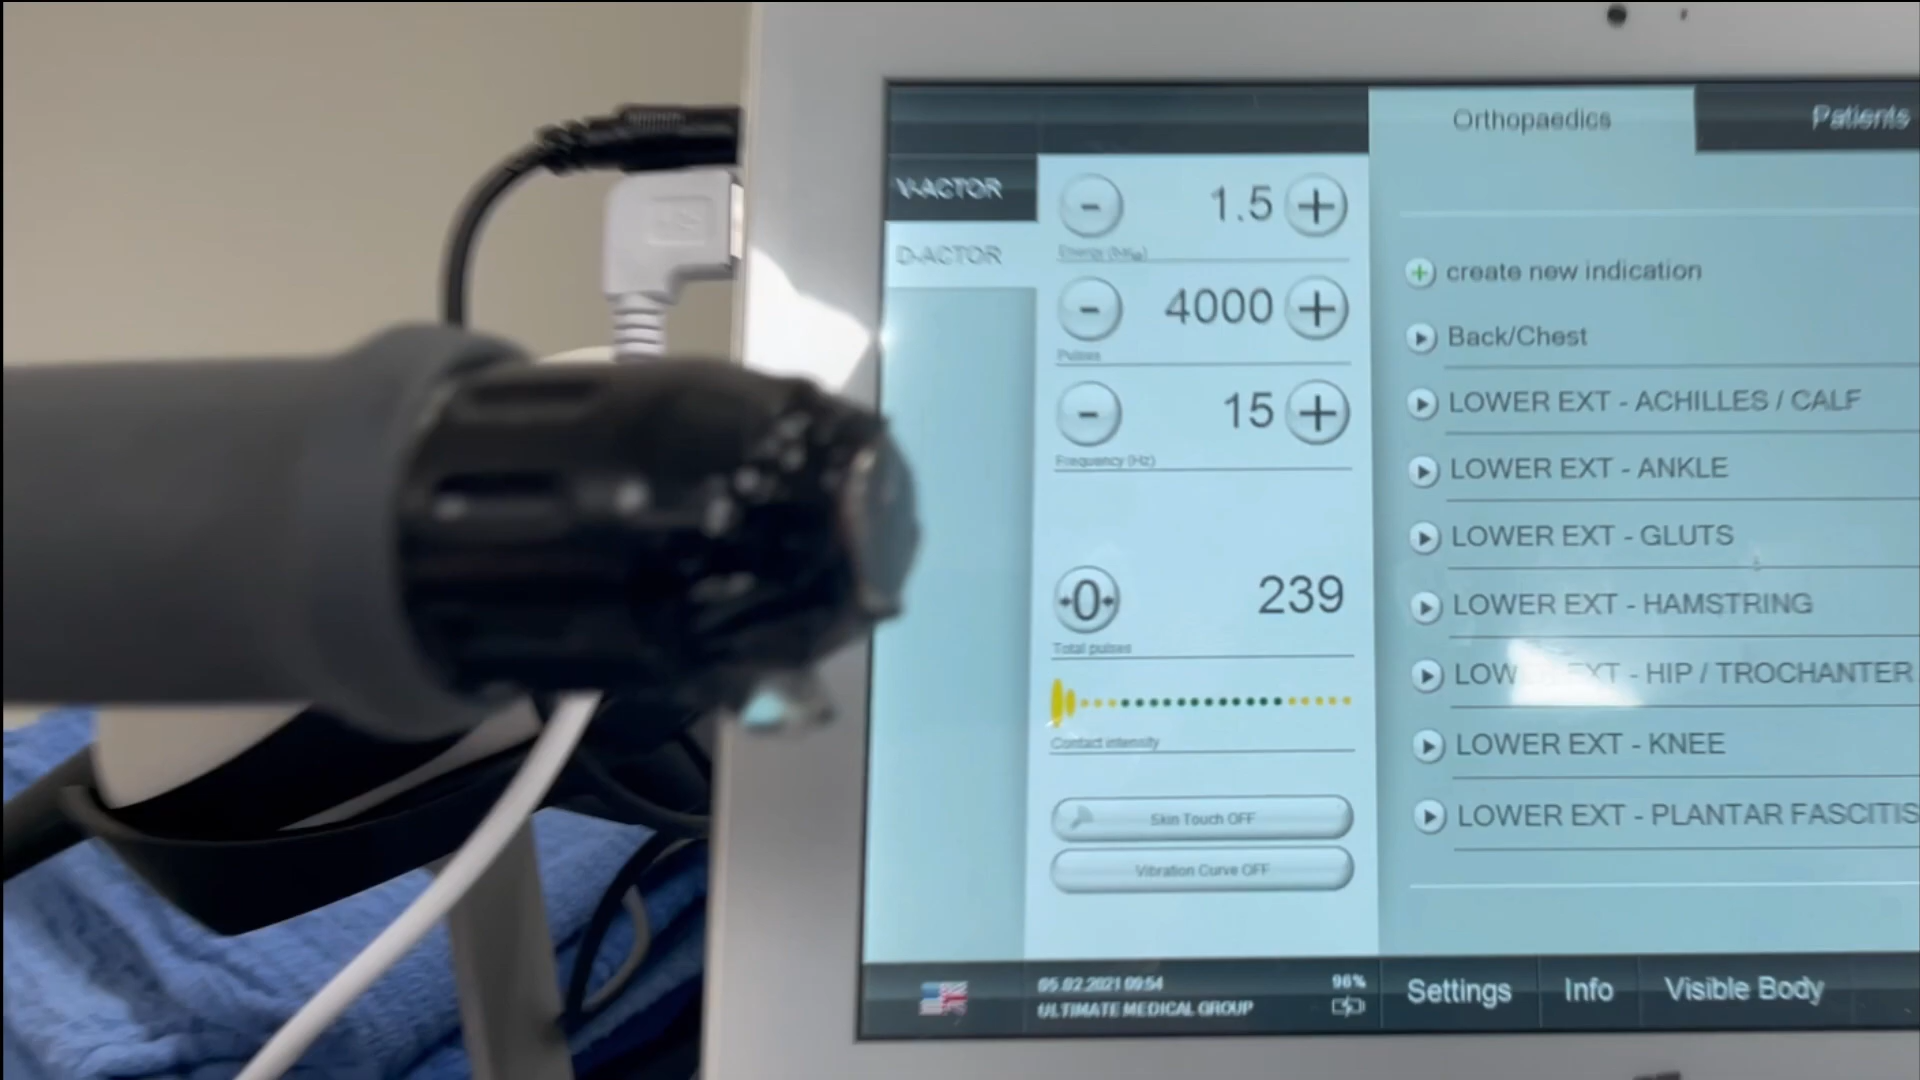 Orthopaedics
Patients
V-ACTOR
D-ACTOR
- 1.5 +
- 4000 +
Pulses
- 15 +
Frequency (Hz)
0 239
Total pulses
Contact intensity
Skin Touch OFF
Vibration Curve OFF
create new indication
Back/Chest
LOWER EXT - ACHILLES / CALF
LOWER EXT - ANKLE
LOWER EXT - GLUTS
LOWER EXT - HAMSTRING
LOW XT - HIP / TROCHANTER
LOWER EXT - KNEE
LOWER EXT - PLANTAR FASCITIS
05.02.2021 09:54 96%
ULTIMATE MEDICAL GROUP
Settings
Info
Visible Body